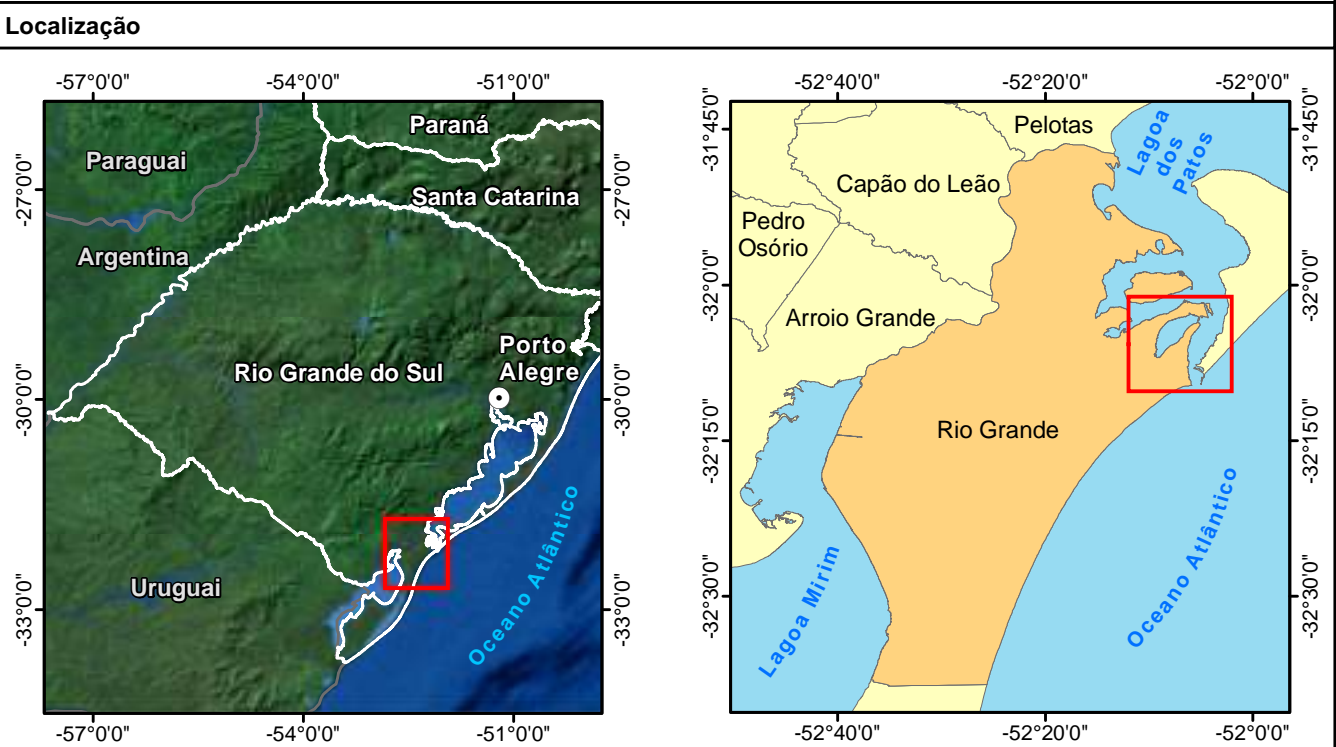 Localização
-57°0'0"
-54°0'0"
-51°0'0"
-27°0'0"
-30°0'0"
-33°0'0"
Paraná
Paraguai
Santa Catarina
Argentina
Porto
Alegre
Rio Grande do Sul
Uruguai
Oceano Atlântico
-27°0'0"
-30°0'0"
-33°0'0"
-57°0'0"
-54°0'0"
-51°0'0"
-52°40'0"
-52°20'0"
-52°0'0"
-31°45'0"
-32°0'0"
-32°15'0"
-32°30'0"
Pelotas
Lagoa
dos
Patos
Capão do Leão
Pedro
Osório
Arroio Grande
Rio Grande
Lagoa Mirim
Oceano Atlântico
-31°45'0"
-32°0'0"
-32°15'0"
-32°30'0"
-52°40'0"
-52°20'0"
-52°0'0"